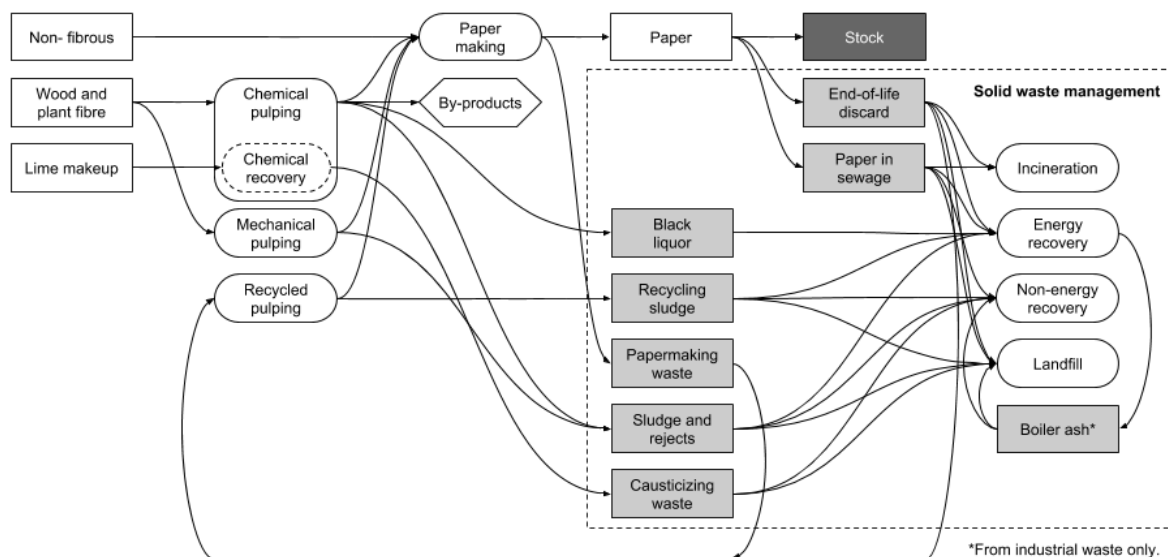 Non- fibrous
Paper
making
Paper
Stock
Wood and
plant fibre
Chemical
pulping
By-products
End-of-life
discard
Solid waste management
Lime makeup
Chemical
recovery
Paper in
sewage
Incineration
Mechanical
pulping
Black
liquor
Energy
recovery
Recycled
pulping
Recycling
sludge
Non-energy
recovery
Papermaking
waste
Landfill
Sludge and
rejects
Boiler ash*
Causticizing
waste
*From industrial waste only.